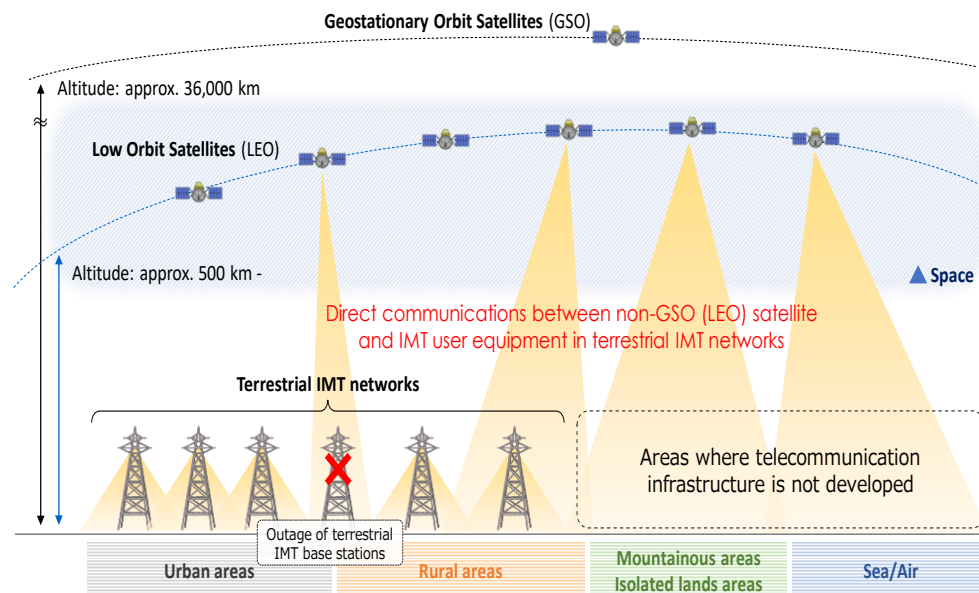 Geostationary Orbit Satellites (GSO)
Altitude: approx. 36,000 km
Low Orbit Satellites (LEO)
Altitude: approx. 500 km -
Space
Direct communications between non-GSO (LEO) satellite
and IMT user equipment in terrestrial IMT networks
Terrestrial IMT networks
Areas where telecommunication
infrastructure is not developed
Outage of terrestrial
IMT base stations
Urban areas
Rural areas
Mountainous areas
Isolated lands areas
Sea/Air